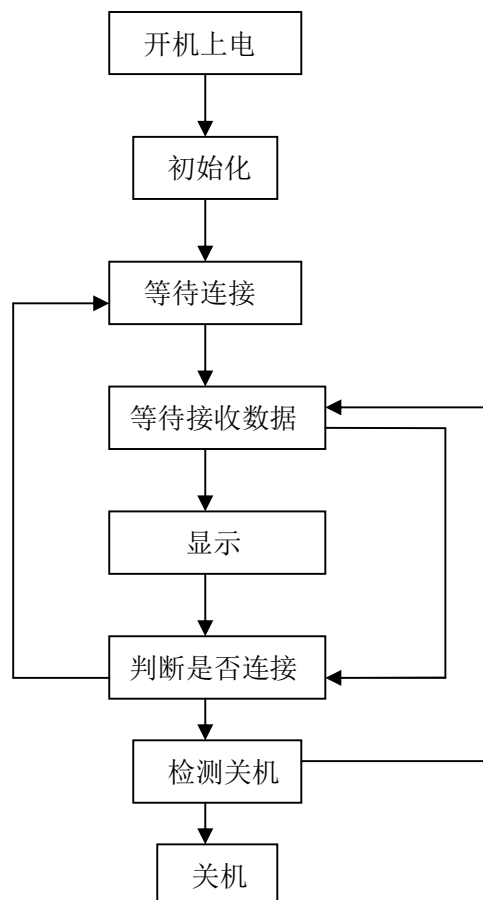 开机上电
初始化
等待连接
等待接收数据
显示
判断是否连接
检测关机
关机